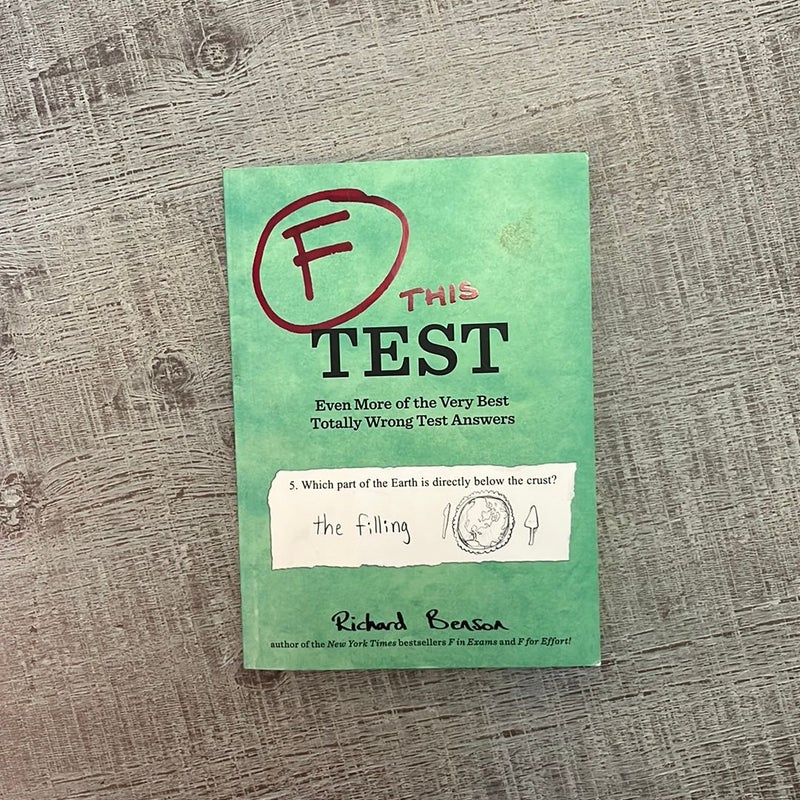 F
THIS
TEST
Even More of the Very Best
Totally Wrong Test Answers
5. Which part of the Earth is directly below the crust?
the filling
Richard Benson
author of the New York Times bestsellers F in Exams and F for Effort!